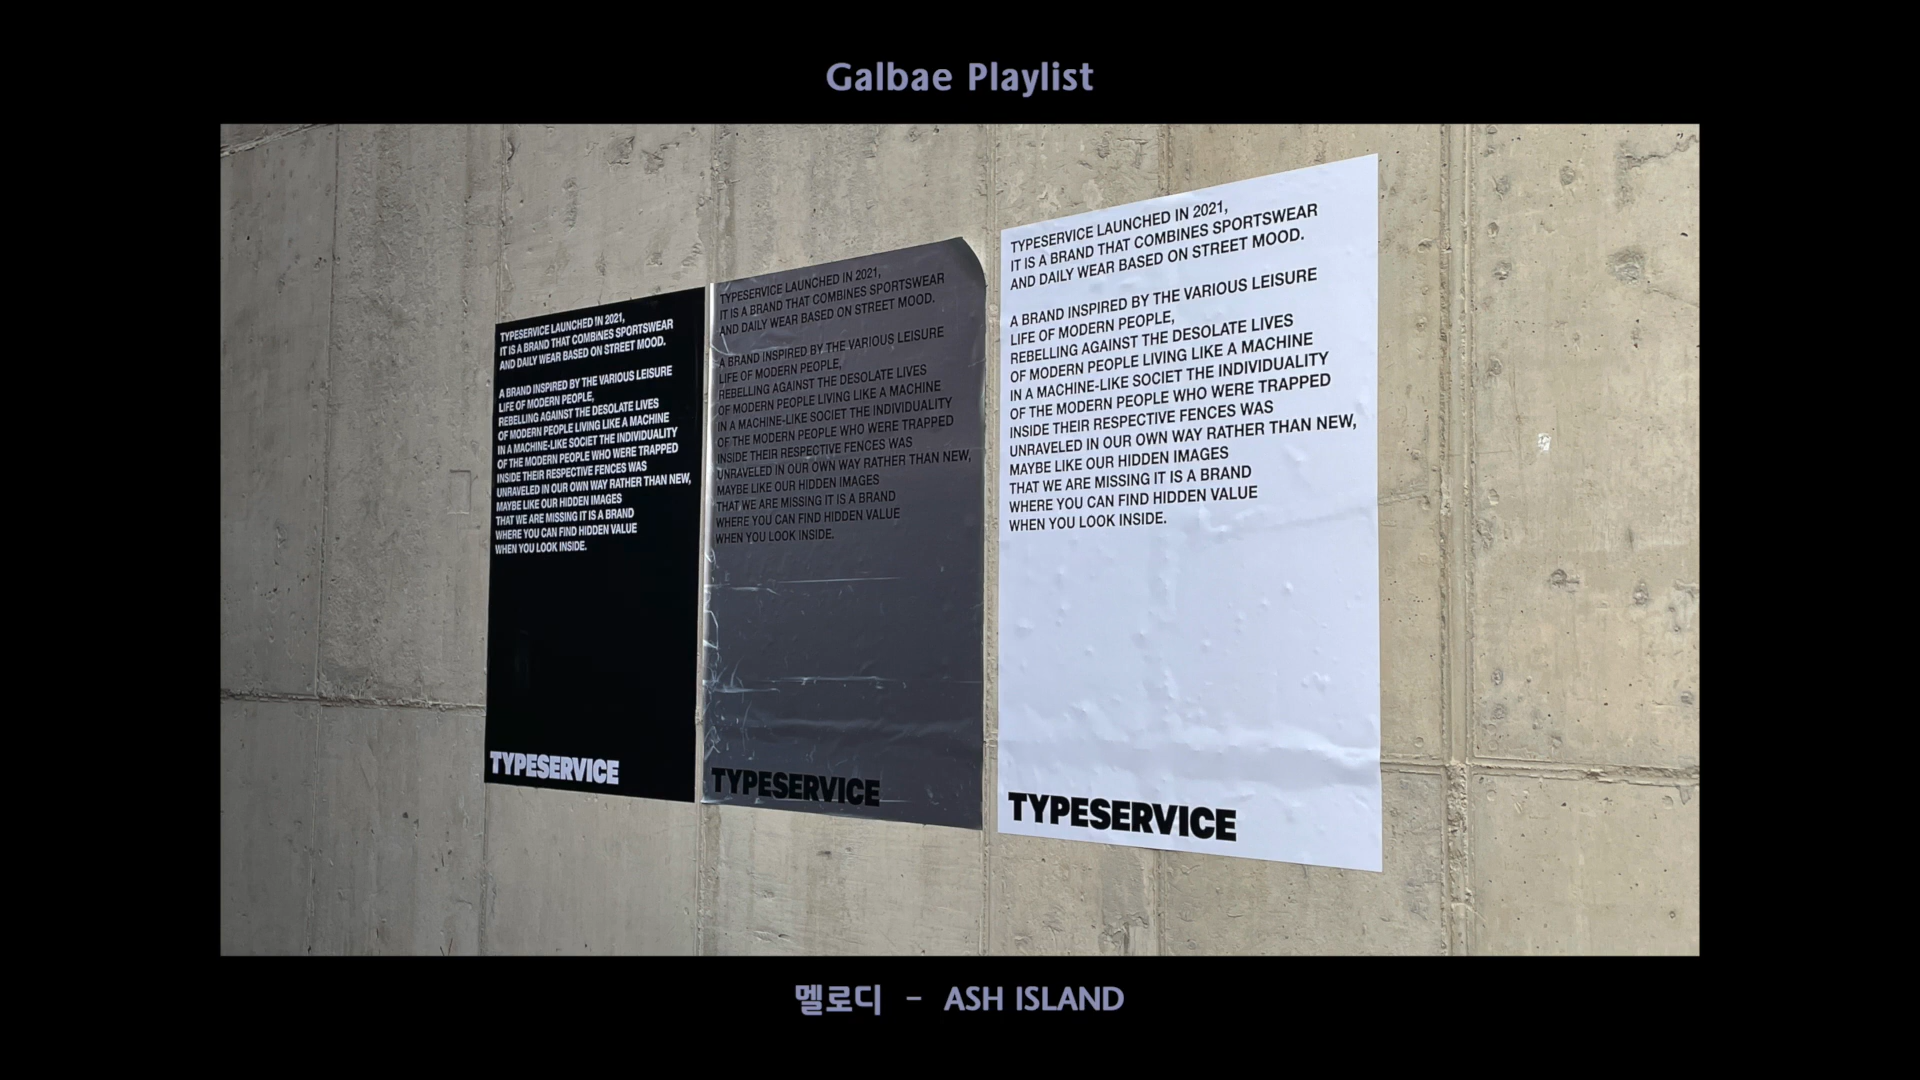 Galbae Playlist
TYPESERVICE LAUNCHED IN 2021,
IT IS A BRAND THAT COMBINES SPORTSWEAR
AND DAILY WEAR BASED ON STREET MOOD.
A BRAND INSPIRED BY THE VARIOUS LEISURE
LIFE OF MODERN PEOPLE,
REBELLING AGAINST THE DESOLATE LIVES
OF MODERN PEOPLE LIVING LIKE A MACHINE
IN A MACHINE-LIKE SOCIET THE INDIVIDUALITY
OF THE MODERN PEOPLE WHO WERE TRAPPED
INSIDE THEIR RESPECTIVE FENCES WAS
UNRAVELED IN OUR OWN WAY RATHER THAN NEW,
MAYBE LIKE OUR HIDDEN IMAGES
THAT WE ARE MISSING IT IS A BRAND
WHERE YOU CAN FIND HIDDEN VALUE
WHEN YOU LOOK INSIDE.
TYPESERVICE
TYPESERVICE LAUNCHED IN 2021,
IT IS A BRAND THAT COMBINES SPORTSWEAR
AND DAILY WEAR BASED ON STREET MOOD.
A BRAND INSPIRED BY THE VARIOUS LEISURE
LIFE OF MODERN PEOPLE,
REBELLING AGAINST THE DESOLATE LIVES
OF MODERN PEOPLE LIVING LIKE A MACHINE
IN A MACHINE-LIKE SOCIET THE INDIVIDUALITY
OF THE MODERN PEOPLE WHO WERE TRAPPED
INSIDE THEIR RESPECTIVE FENCES WAS
UNRAVELED IN OUR OWN WAY RATHER THAN NEW,
MAYBE LIKE OUR HIDDEN IMAGES
THAT WE ARE MISSING IT IS A BRAND
WHERE YOU CAN FIND HIDDEN VALUE
WHEN YOU LOOK INSIDE.
TYPESERVICE
TYPESERVICE LAUNCHED IN 2021,
IT IS A BRAND THAT COMBINES SPORTSWEAR
AND DAILY WEAR BASED ON STREET MOOD.
A BRAND INSPIRED BY THE VARIOUS LEISURE
LIFE OF MODERN PEOPLE,
REBELLING AGAINST THE DESOLATE LIVES
OF MODERN PEOPLE LIVING LIKE A MACHINE
IN A MACHINE-LIKE SOCIET THE INDIVIDUALITY
OF THE MODERN PEOPLE WHO WERE TRAPPED
INSIDE THEIR RESPECTIVE FENCES WAS
UNRAVELED IN OUR OWN WAY RATHER THAN NEW,
MAYBE LIKE OUR HIDDEN IMAGES
THAT WE ARE MISSING IT IS A BRAND
WHERE YOU CAN FIND HIDDEN VALUE
WHEN YOU LOOK INSIDE.
TYPESERVICE
멜로디 - ASH ISLAND